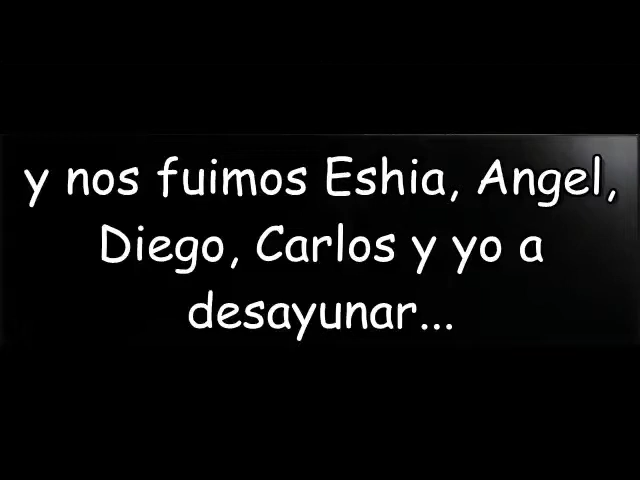 y nos fuimos Eshia, Angel,
Diego, Carlos y yo a
desayunar...